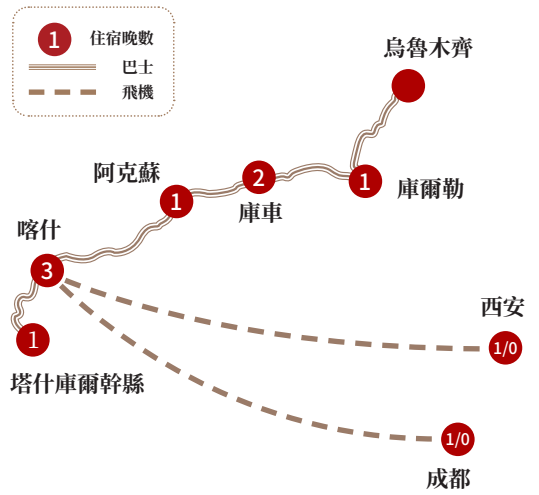 1 住宿晚數
巴士
飛機
烏魯木齊
阿克蘇
2
1
1
庫爾勒
庫車
喀什
3
西安
1/0
1
塔什庫爾幹縣
1/0
成都